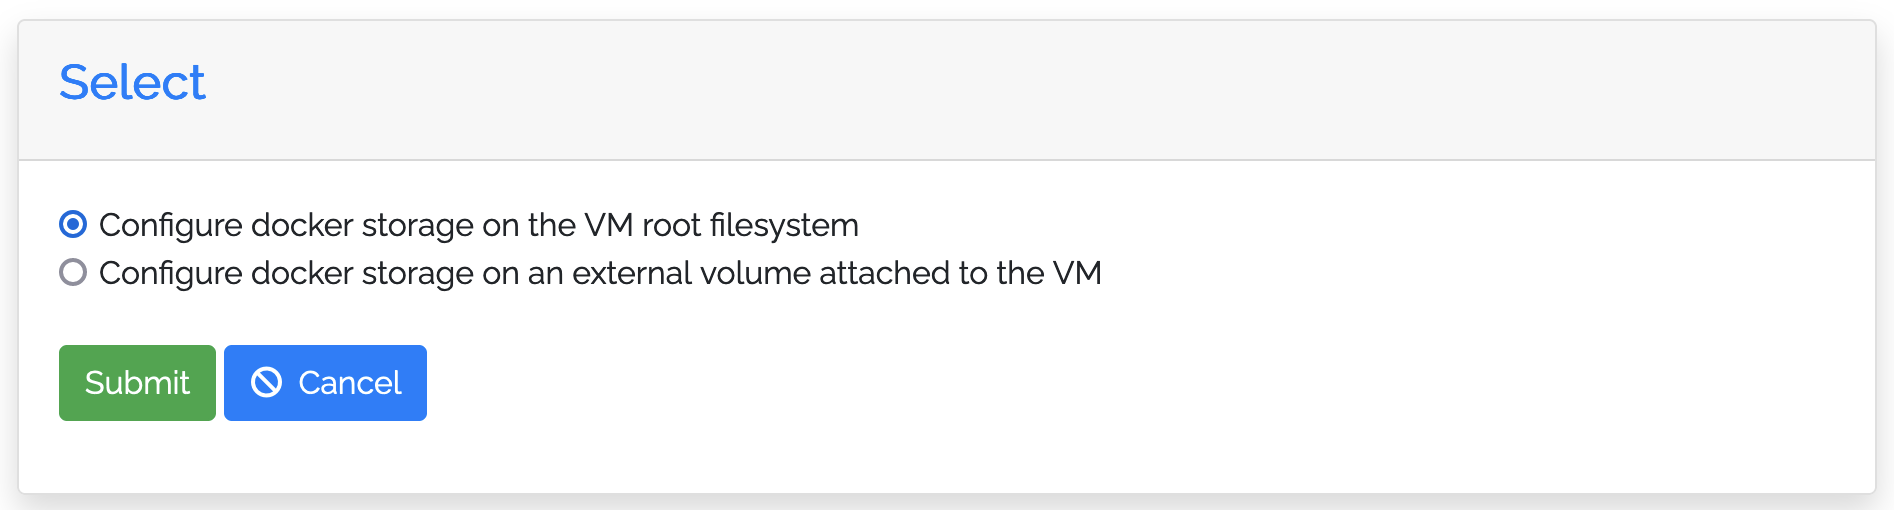 Select
Configure docker storage on the VM root filesystem
Configure docker storage on an external volume attached to the VM
Submit Cancel